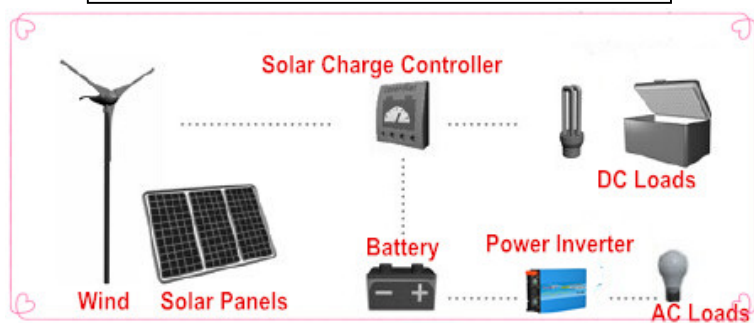 Solar Charge Controller
DC Loads
Battery
Power Inverter
Wind
Solar Panels
AC Loads